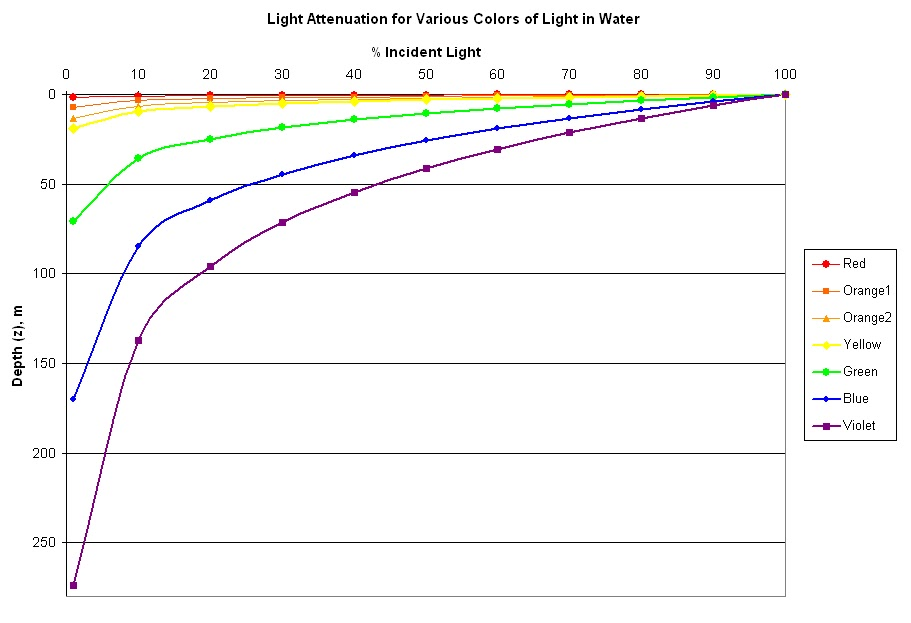 Light Attenuation for Various Colors of Light in Water
% Incident Light
0 10 20 30 40 50 60 70 80 90 100
0
50
100
150
200
250
Depth (z), m
Red
Orange1
Orange2
Yellow
Green
Blue
Violet